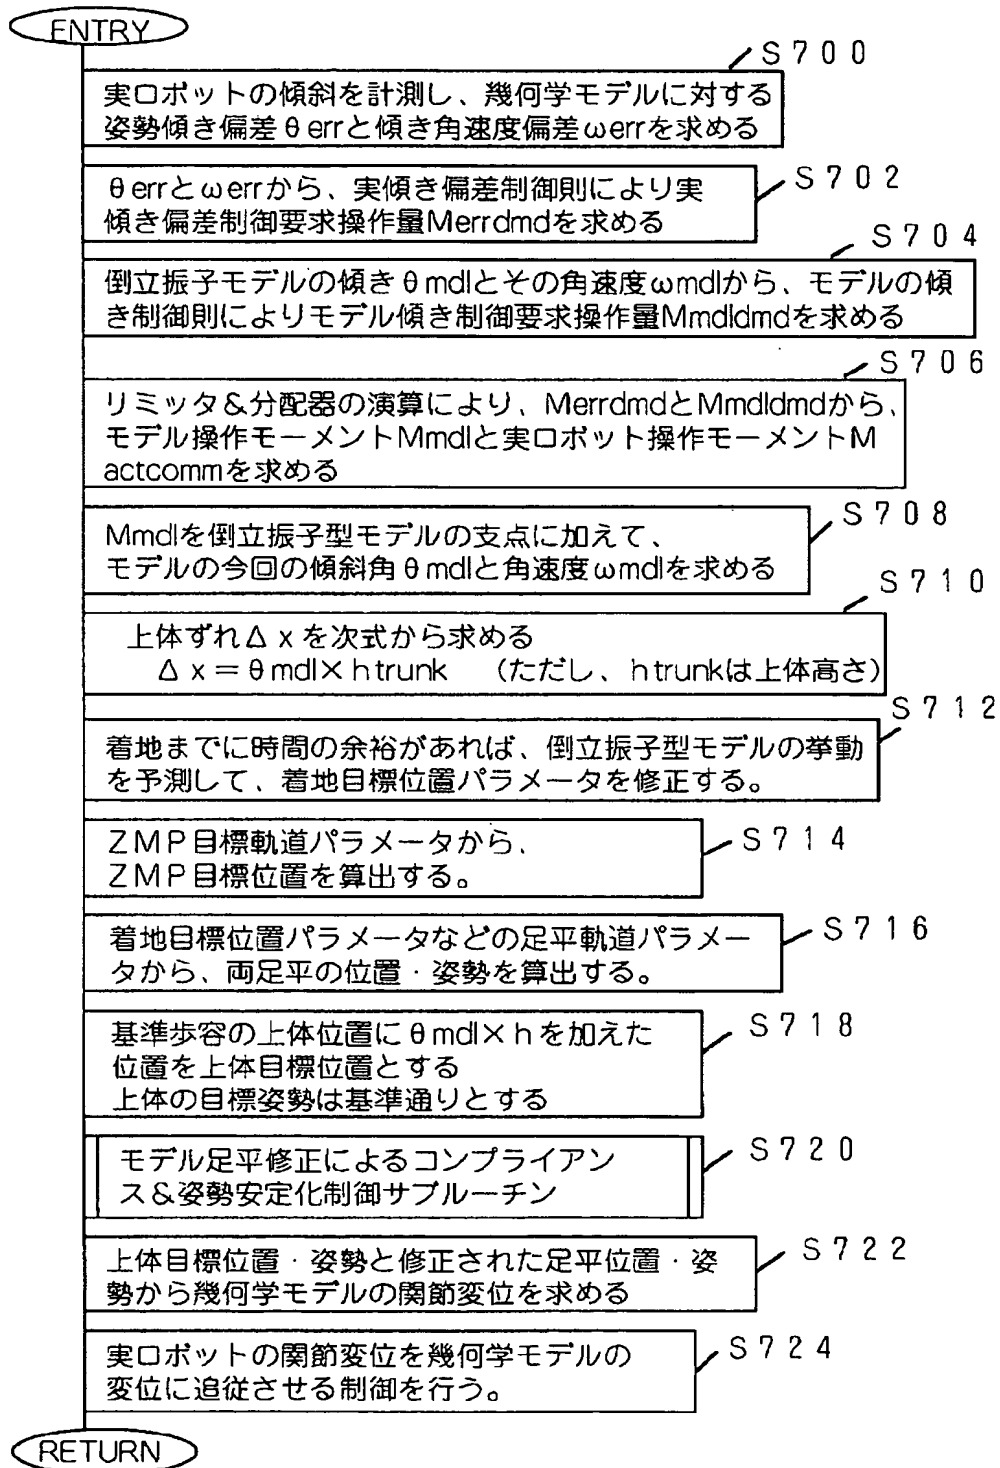 ENTRY
S700
実ロボットの傾斜を計測し、幾何学モデルに対する
姿勢傾き偏差θerrと傾き角速度偏差ωerrを求める
S702
θerrとωerrから、実傾き偏差制御則により実
傾き偏差制御要求操作量Merrdmdを求める
S704
倒立振子モデルの傾きθmdlとその角速度ωmdlから、モデルの傾
き制御則によりモデル傾き制御要求操作量Mmdldmdを求める
S706
リミッタ&分配器の演算により、MerrdmdとMmdldmdから、
モデル操作モーメントMmdlと実ロボット操作モーメントM
actcommを求める
S708
Mmdlを倒立振子型モデルの支点に加えて、
モデルの今回の傾斜角θmdlと角速度ωmdlを求める
S710
上体ずれΔxを次式から求める
Δx=θmdl×htrunk (ただし、htrunkは上体高さ)
S712
着地までに時間の余裕があれば、倒立振子型モデルの挙動
を予測して、着地目標位置パラメータを修正する。
S714
ZMP目標軌道パラメータから、
ZMP目標位置を算出する。
S716
着地目標位置パラメータなどの足平軌道パラメー
タから、両足平の位置・姿勢を算出する。
S718
基準歩容の上体位置にθmdl×hを加えた
位置を上体目標位置とする
上体の目標姿勢は基準通りとする
S720
モデル足平修正によるコンプライアン
ス&姿勢安定化制御サブルーチン
S722
上体目標位置・姿勢と修正された足平位置・姿
勢から幾何学モデルの関節変位を求める
S724
実ロボットの関節変位を幾何学モデルの
変位に追従させる制御を行う。
RETURN